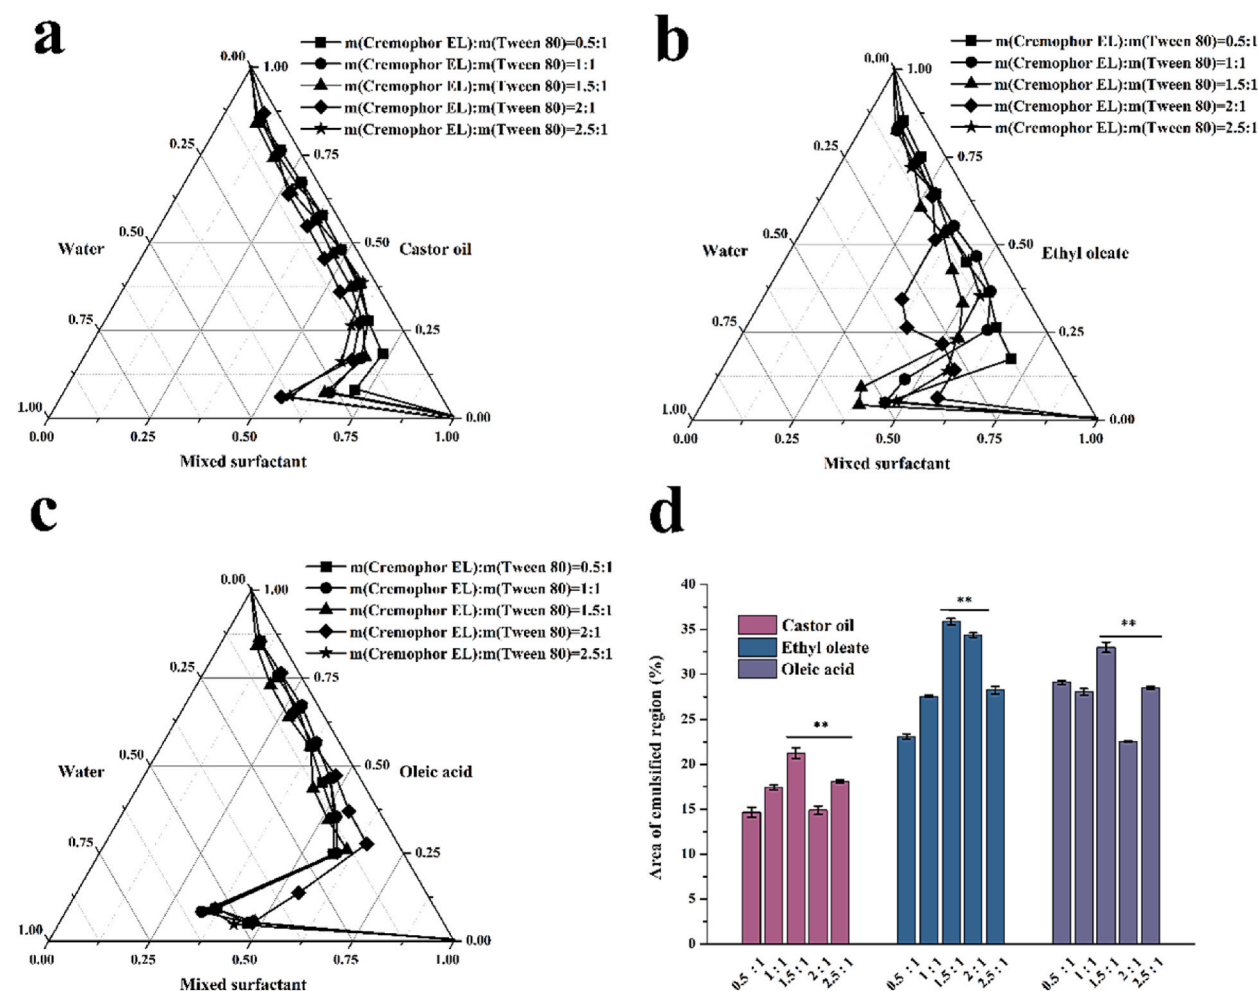 a
m(Cremophor EL):m(Tween 80)=0.5:1
m(Cremophor EL):m(Tween 80)=1:1
m(Cremophor EL):m(Tween 80)=1.5:1
m(Cremophor EL):m(Tween 80)=2:1
m(Cremophor EL):m(Tween 80)=2.5:1
0.00
1.00
0.25
0.75
Water
0.50
0.50
Castor oil
0.75
0.25
1.00
0.00
0.00 0.25 0.50 0.75 1.00
Mixed surfactant
b
m(Cremophor EL):m(Tween 80)=0.5:1
m(Cremophor EL):m(Tween 80)=1:1
m(Cremophor EL):m(Tween 80)=1.5:1
m(Cremophor EL):m(Tween 80)=2:1
m(Cremophor EL):m(Tween 80)=2.5:1
0.00
1.00
0.25
0.75
Water
0.50
0.50
Ethyl oleate
0.75
0.25
1.00
0.00
0.00 0.25 0.50 0.75 1.00
Mixed surfactant
c
m(Cremophor EL):m(Tween 80)=0.5:1
m(Cremophor EL):m(Tween 80)=1:1
m(Cremophor EL):m(Tween 80)=1.5:1
m(Cremophor EL):m(Tween 80)=2:1
m(Cremophor EL):m(Tween 80)=2.5:1
0.00
1.00
0.25
0.75
Water
0.50
0.50
Oleic acid
0.75
0.25
1.00
0.00
0.00 0.25 0.50 0.75 1.00
Mixed surfactant
d
Area of emulsified region (%)
40
35
30
25
20
15
10
5
0
Castor oil
Ethyl oleate
Oleic acid
**
**
**
0.5 : 1 1 : 1 1.5 : 1 2 : 1 2.5 : 1
0.5 : 1 1 : 1 1.5 : 1 2 : 1 2.5 : 1
0.5 : 1 1 : 1 1.5 : 1 2 : 1 2.5 : 1